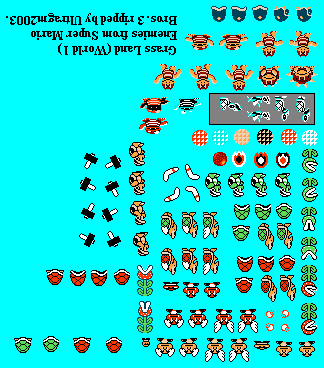 Grass Land (World 1)
Enemies from Super Mario
Bros. 3 ripped by Ultragm2003.